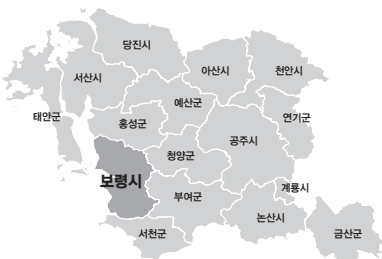 당진시
아산시
천안시
서산시
예산군
태안군
홍성군
연기군
공주시
청양군
보령시
계룡시
부여군
논산시
서천군
금산군